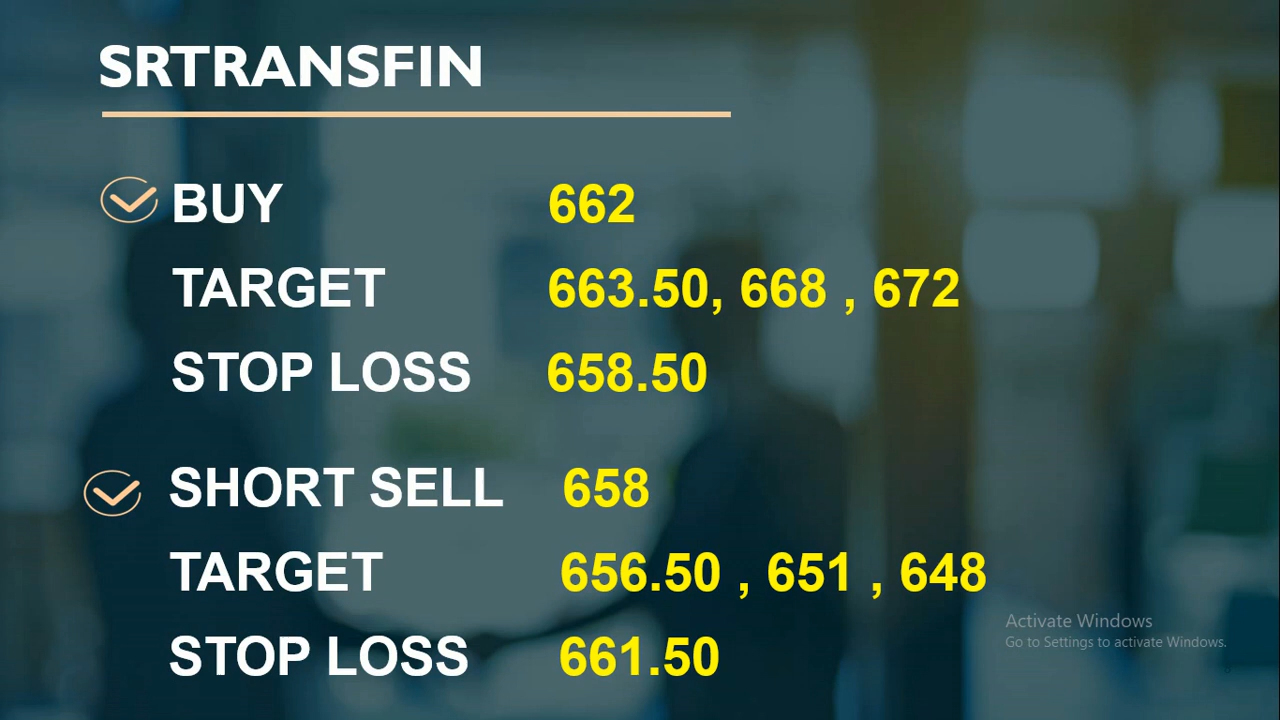 SRTRANSFIN
BUY 662
TARGET 663.50, 668 , 672
STOP LOSS 658.50
SHORT SELL 658
TARGET 656.50 , 651 , 648
STOP LOSS 661.50
Activate Windows
Go to Settings to activate Windows.